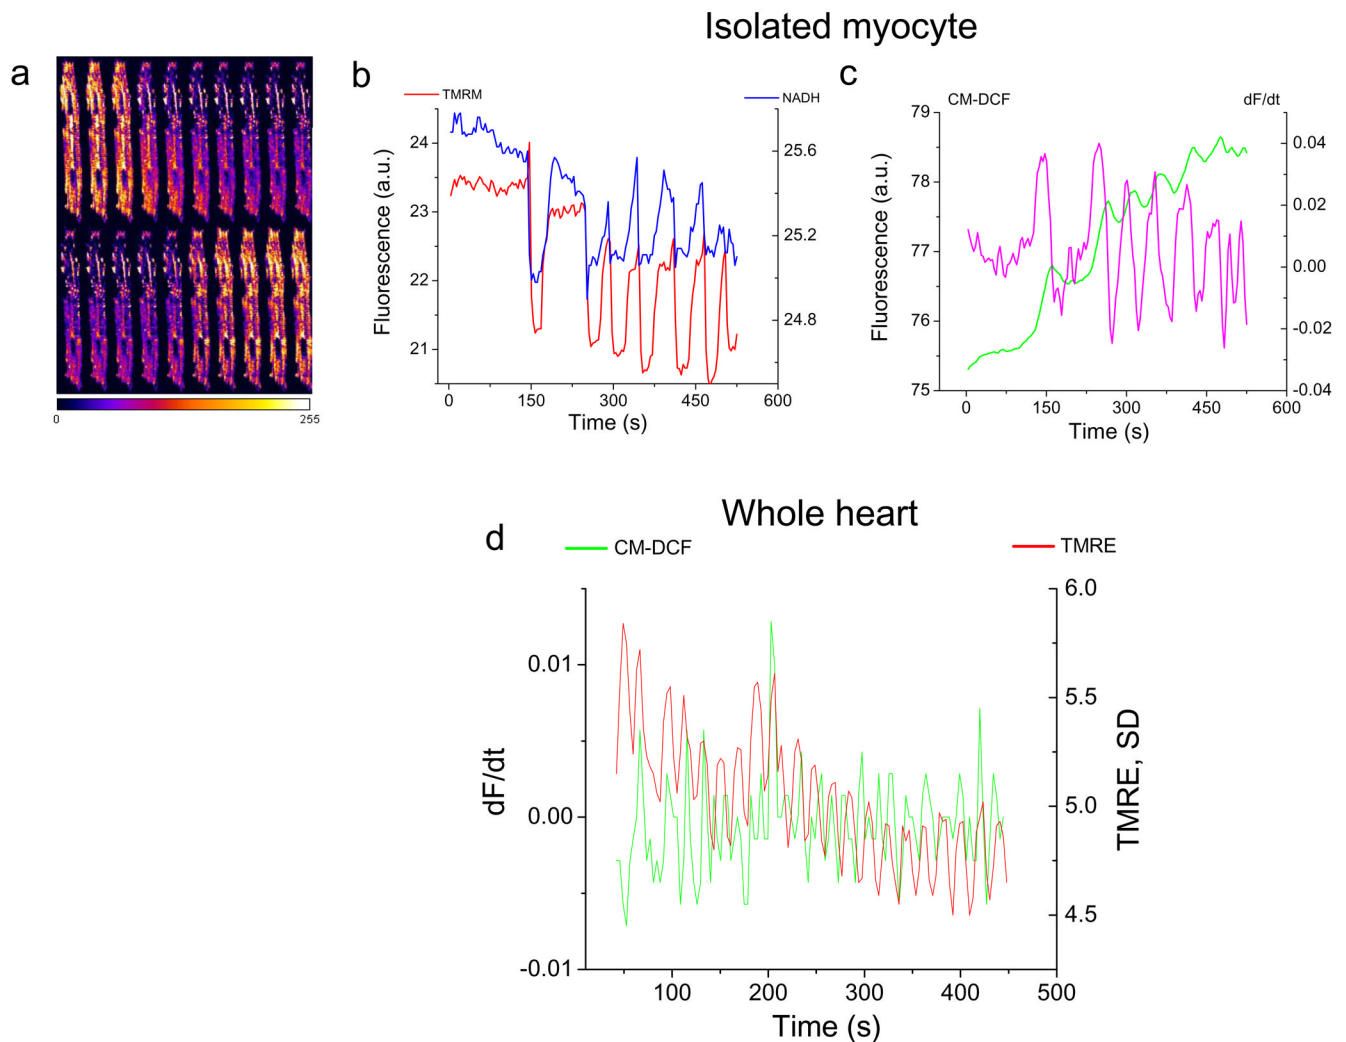 Isolated myocyte
a
0
255
b
TMRM
NADH
Fluorescence (a.u.)
24
23
22
21
25.6
25.2
24.8
0 150 300 450 600
Time (s)
c
CM-DCF
dF/dt
Fluorescence (a.u.)
79
78
77
76
75
0.04
0.02
0.00
-0.02
-0.04
0 150 300 450 600
Time (s)
Whole heart
d
CM-DCF
TMRE
dF/dt
0.01
0.00
-0.01
6.0
5.5
5.0
4.5
TMRE, SD
100 200 300 400 500
Time (s)